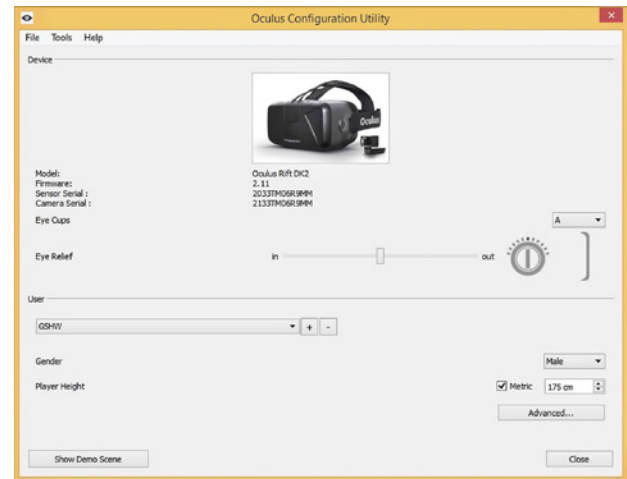 Oculus Configuration Utility
File Tools Help
Device
Oculus
Model: Oculus Rift DK2
Firmware: 2.11
Sensor Serial : 2033TM06R9MM
Camera Serial : 2133TM06R9MM
Eye Cups A
Eye Relief in out
User
GSHW + -
Gender Male
Player Height Metric 175 cm
Advanced...
Show Demo Scene Close